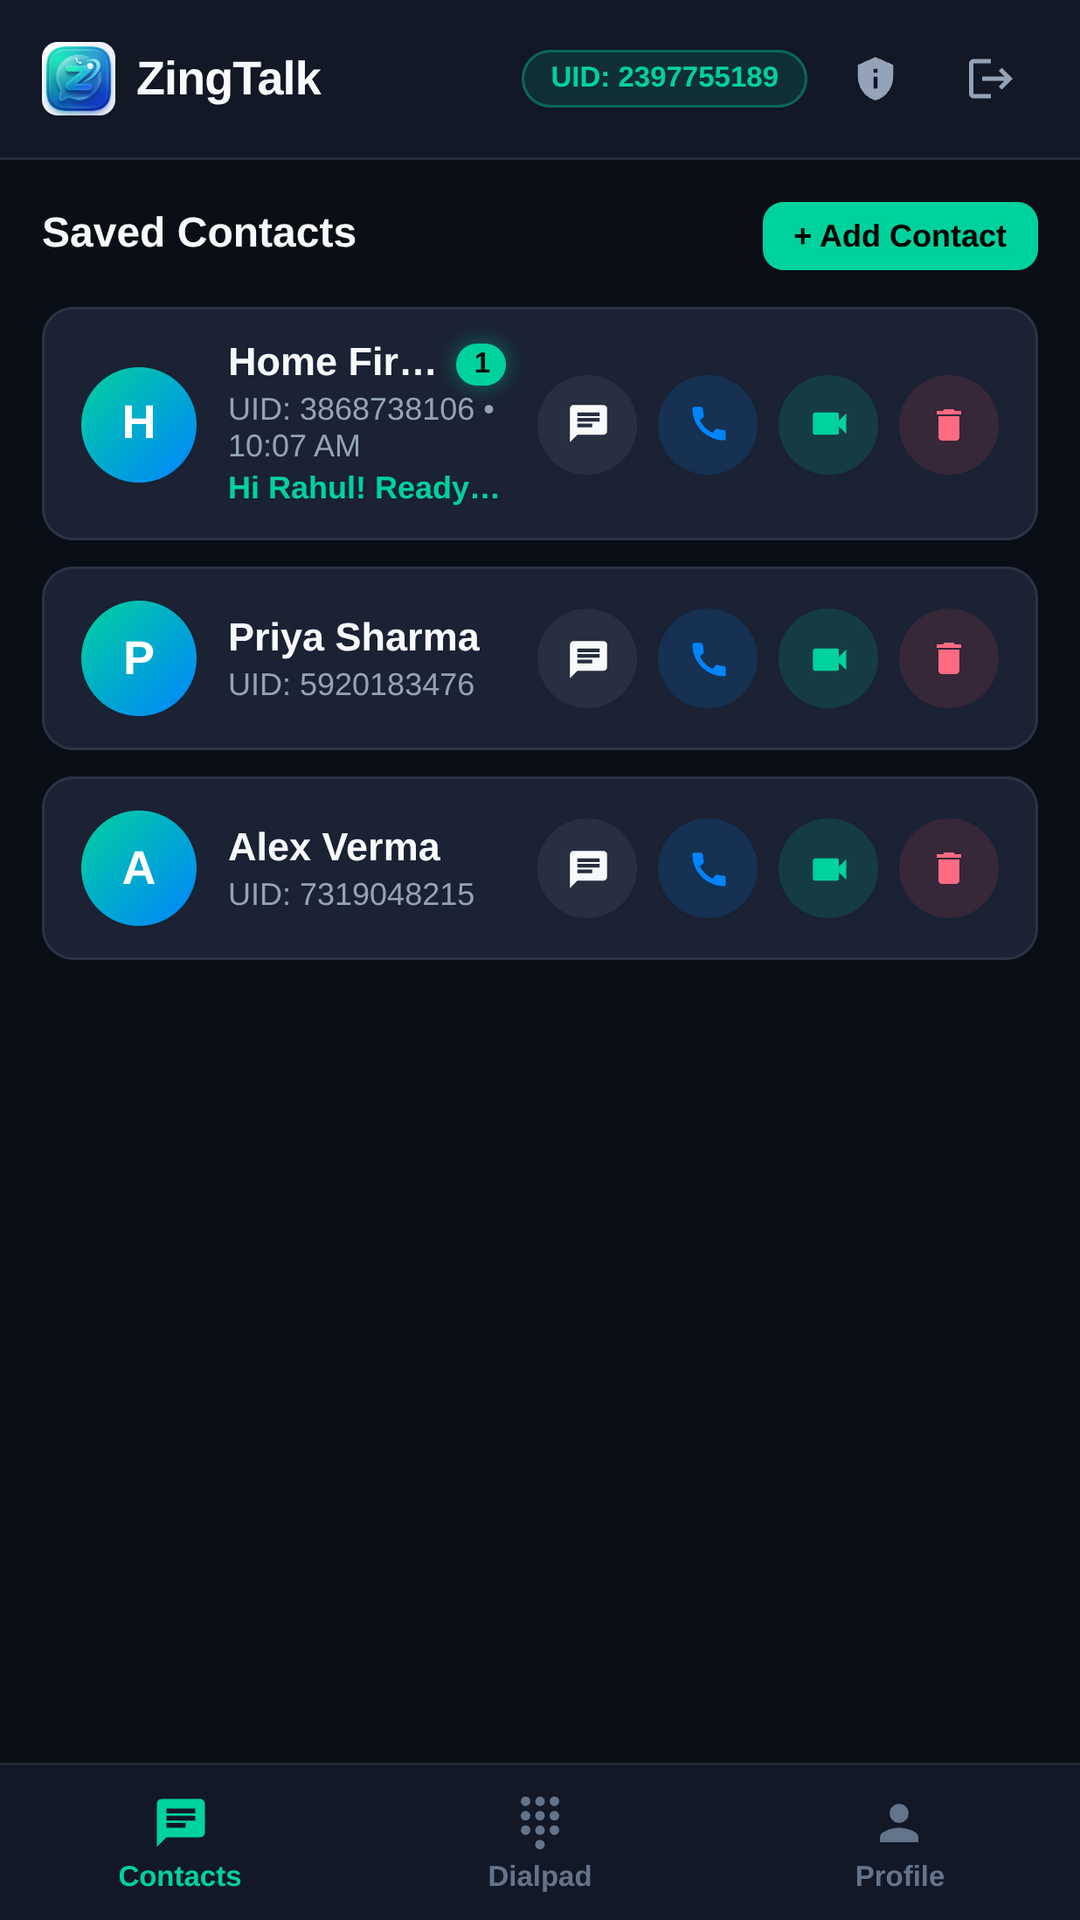 ZingTalk
UID: 2397755189
Saved Contacts
+ Add Contact
H
Home Fir...
1
UID: 3868738106 •
10:07 AM
Hi Rahul! Ready...
P
Priya Sharma
UID: 5920183476
A
Alex Verma
UID: 7319048215
Contacts
Dialpad
Profile